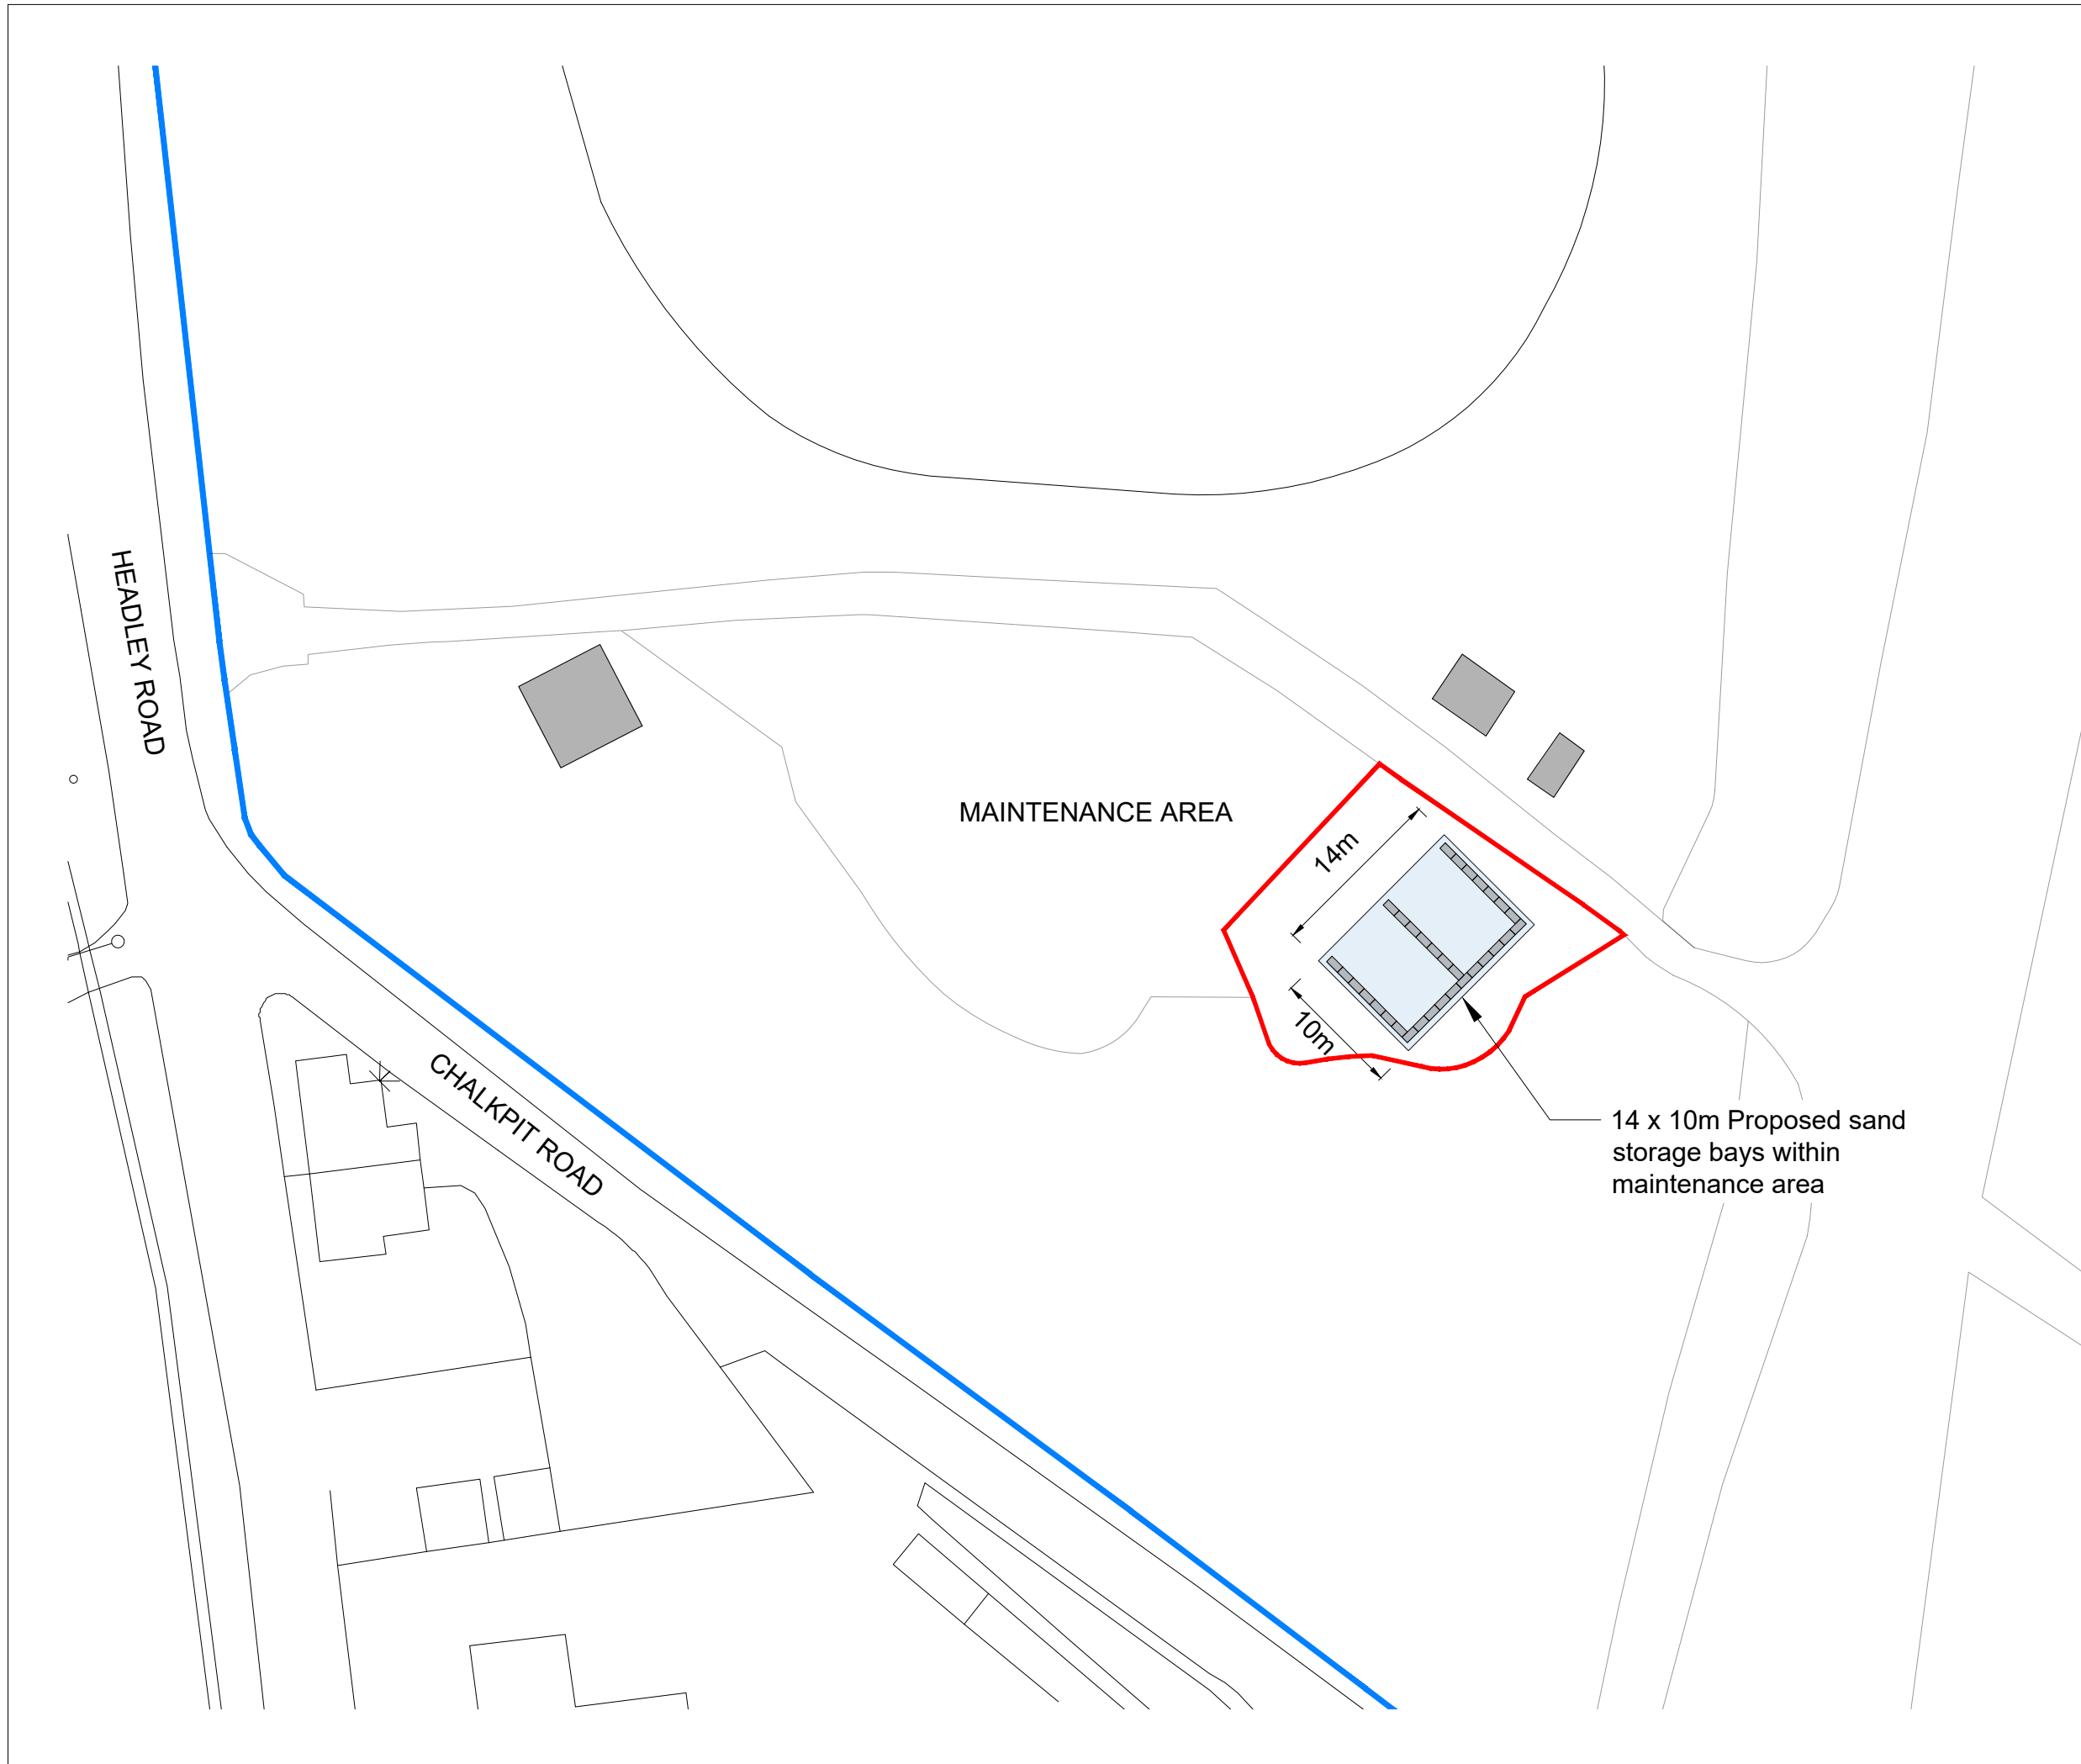 HEADLEY ROAD
MAINTENANCE AREA
14m
10m
CHALKPIT ROAD
14 x 10m Proposed sand
storage bays within
maintenance area